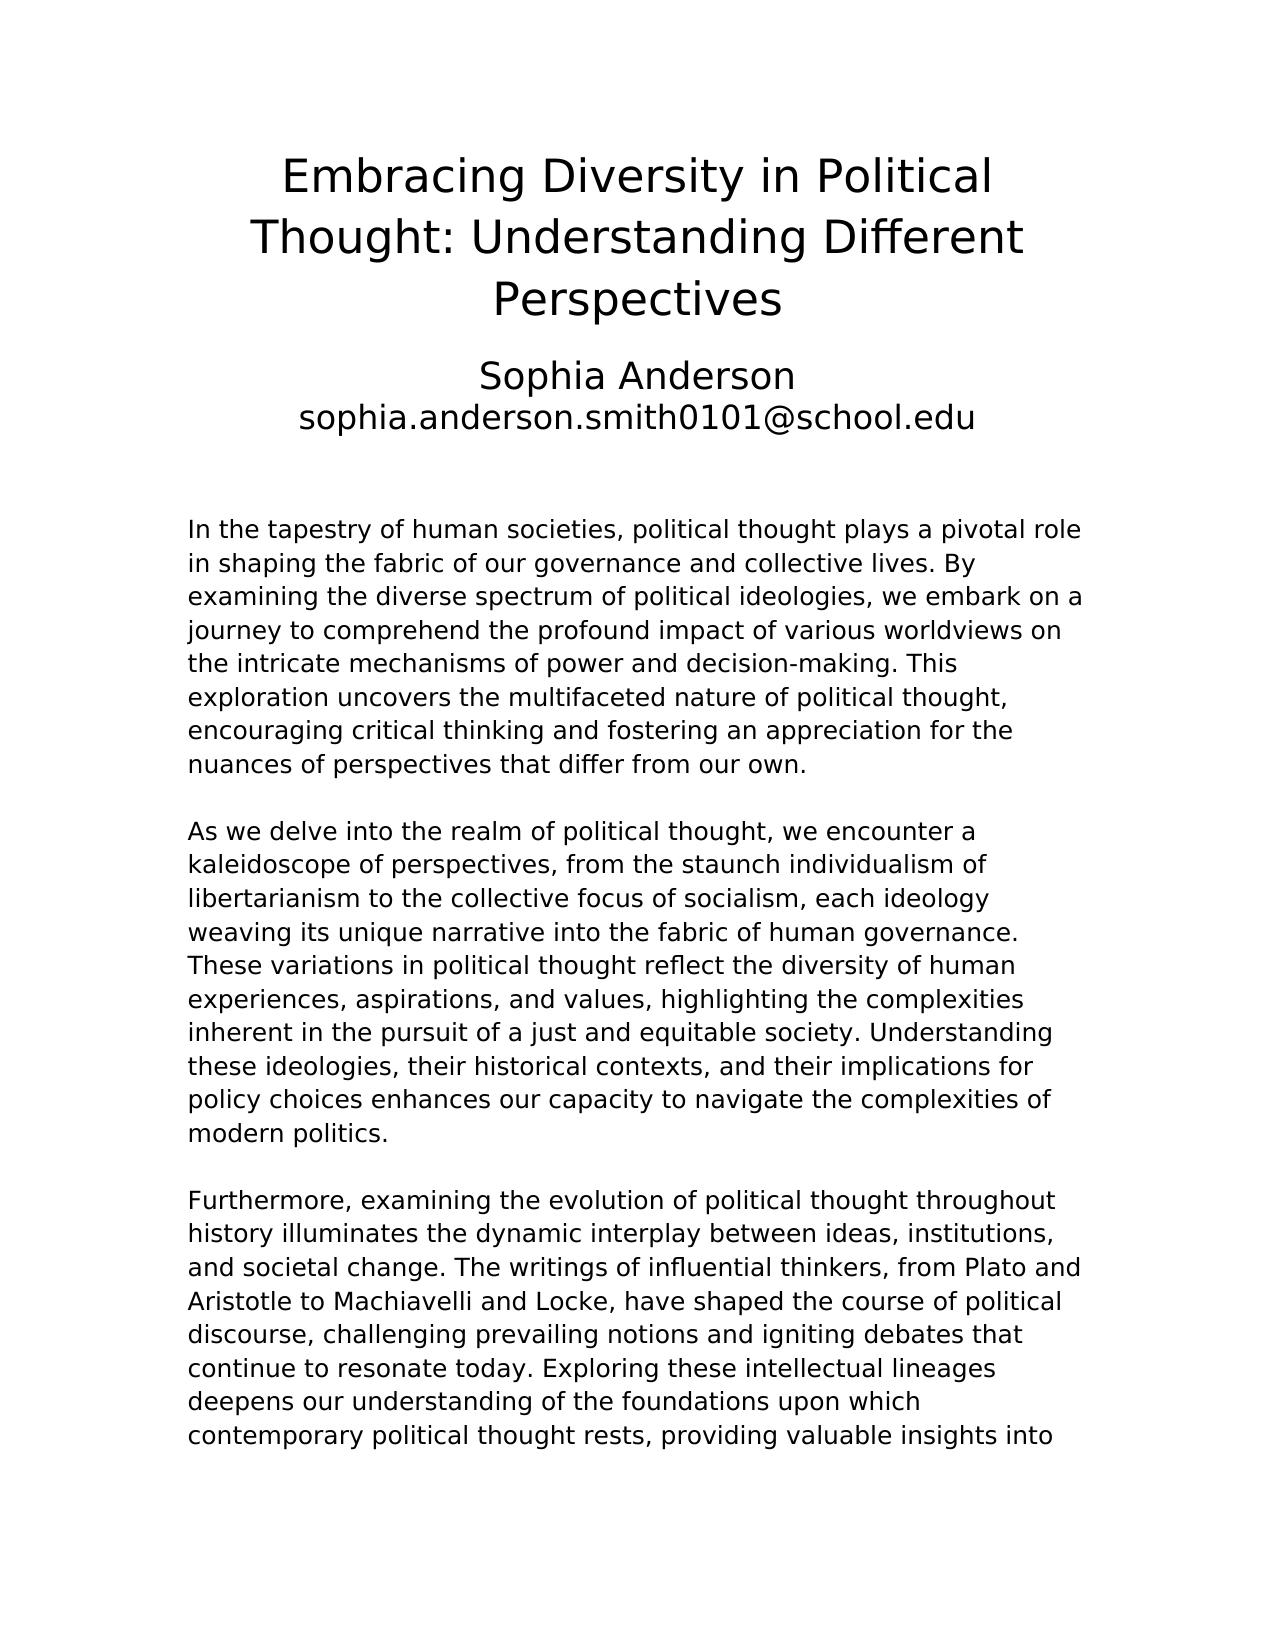 Embracing Diversity in Political
Thought: Understanding Different
Perspectives
Sophia Anderson
sophia.anderson.smith0101@school.edu
In the tapestry of human societies, political thought plays a pivotal role
in shaping the fabric of our governance and collective lives. By
examining the diverse spectrum of political ideologies, we embark on a
journey to comprehend the profound impact of various worldviews on
the intricate mechanisms of power and decision-making. This
exploration uncovers the multifaceted nature of political thought,
encouraging critical thinking and fostering an appreciation for the
nuances of perspectives that differ from our own.
As we delve into the realm of political thought, we encounter a
kaleidoscope of perspectives, from the staunch individualism of
libertarianism to the collective focus of socialism, each ideology
weaving its unique narrative into the fabric of human governance.
These variations in political thought reflect the diversity of human
experiences, aspirations, and values, highlighting the complexities
inherent in the pursuit of a just and equitable society. Understanding
these ideologies, their historical contexts, and their implications for
policy choices enhances our capacity to navigate the complexities of
modern politics.
Furthermore, examining the evolution of political thought throughout
history illuminates the dynamic interplay between ideas, institutions,
and societal change. The writings of influential thinkers, from Plato and
Aristotle to Machiavelli and Locke, have shaped the course of political
discourse, challenging prevailing notions and igniting debates that
continue to resonate today. Exploring these intellectual lineages
deepens our understanding of the foundations upon which
contemporary political thought rests, providing valuable insights into